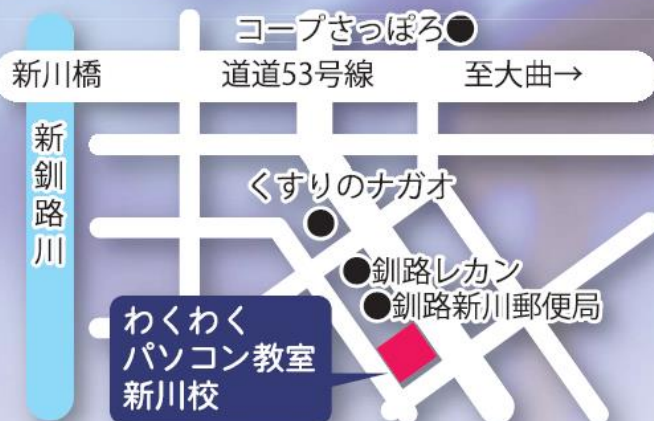 コープさっぽろ●
新川橋 道道53号線 至大曲→
新釧路川
くすりのナガオ
●釧路レカン
●釧路新川郵便局
わくわく
パソコン教室
新川校